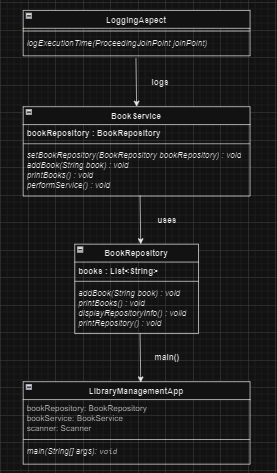 LoggingAspect
logExecutionTime(ProceedingJoinPoint joinPoint)
logs
BookService
bookRepository : BookRepository
setBookRepository(BookRepository bookRepository) : void
addBook(String book) : void
printBooks() : void
performService() : void
uses
BookRepository
books : List<String>
addBook(String book) : void
printBooks() : void
displayRepositoryInfo() : void
printRepository() : void
main()
LibraryManagementApp
bookRepository: BookRepository
bookService: BookService
scanner: Scanner
main(String[] args): void